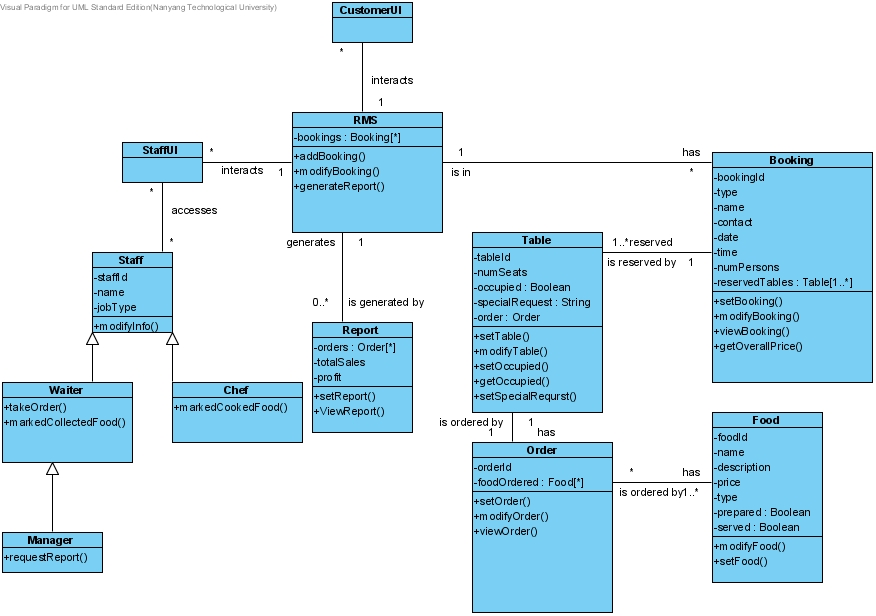 Visual Paradigm for UML Standard Edition(Nanyang Technological University)
CustomerUI
*
interacts
1
RMS
-bookings : Booking[*]
+addBooking()
+modifyBooking()
+generateReport()
StaffUI
*
interacts
1
*
accesses
*
1
has
is in
*
Booking
-bookingId
-type
-name
-contact
-date
-time
-numPersons
-reservedTables : Table[1..*]
+setBooking()
+modifyBooking()
+viewBooking()
+getOverallPrice()
Staff
-staffId
-name
-jobType
+modifyInfo()
generates
1
0..*
is generated by
Table
-tableId
-numSeats
-occupied : Boolean
-specialRequest : String
-order : Order
+setTable()
+modifyTable()
+setOccupied()
+getOccupied()
+setSpecialRequrst()
1..*reserved
is reserved by
1
Report
-orders : Order[*]
-totalSales
-profit
+setReport()
+ViewReport()
Waiter
+takeOrder()
+markedCollectedFood()
Chef
+markedCookedFood()
is ordered by
1
1
has
Order
-orderId
-foodOrdered : Food[*]
+setOrder()
+modifyOrder()
+viewOrder()
*
has
is ordered by1..*
Food
-foodId
-name
-description
-price
-type
-prepared : Boolean
-served : Boolean
+modifyFood()
+setFood()
Manager
+requestReport()